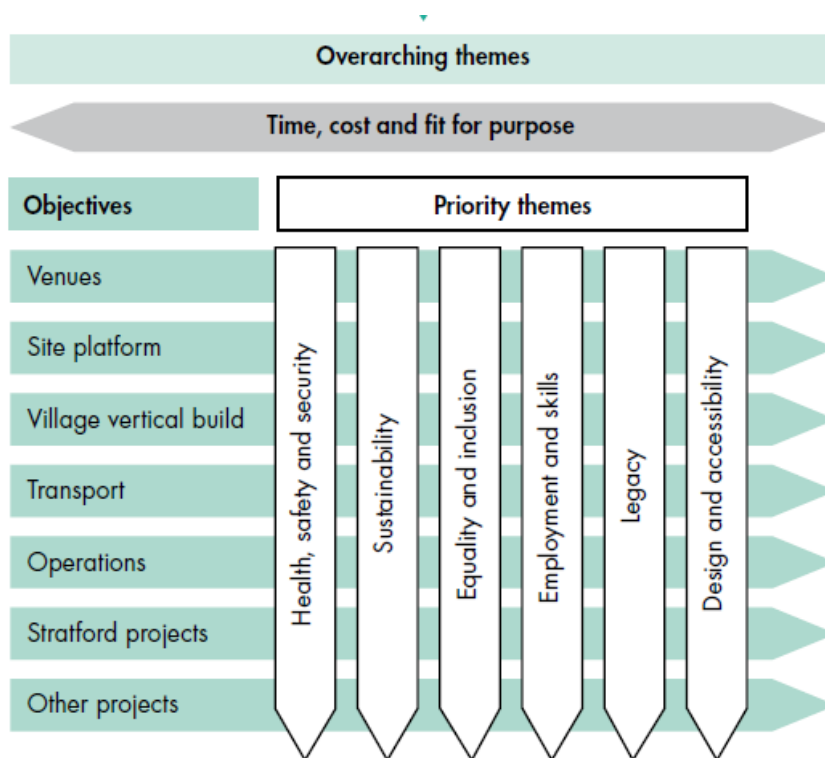 Overarching themes
Time, cost and fit for purpose
Objectives
Priority themes
Venues
Site platform
Village vertical build
Transport
Operations
Stratford projects
Other projects
Health, safety and security
Sustainability
Equality and inclusion
Employment and skills
Legacy
Design and accessibility